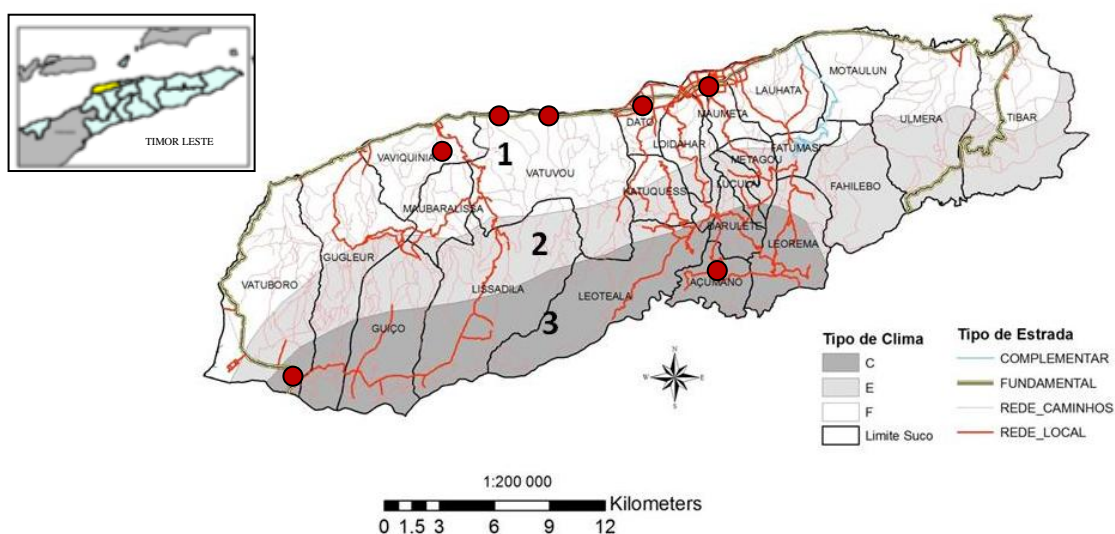 TIMOR LESTE
MOTAULUN
LAUHATA
ULMERA
TIBAR
MAUMETA
DATO
LOIDAHAR
FATUMASI
METAGOU
VAVIQUINIA
1
VATUVOU
LUCULAI
FAHILEBO
KATUQUESSI
MAUBARALISSA
BARULETE
2
LEOREMA
GUGLEUR
VATUBORO
LISSADILA
LEOTEALA
AÇUMANO
GUIÇO
3
N
W E
S
Tipo de Clima
C
E
F
Limite Suco
Tipo de Estrada
COMPLEMENTAR
FUNDAMENTAL
REDE_CAMINHOS
REDE_LOCAL
1:200 000
Kilometers
0 1.5 3 6 9 12